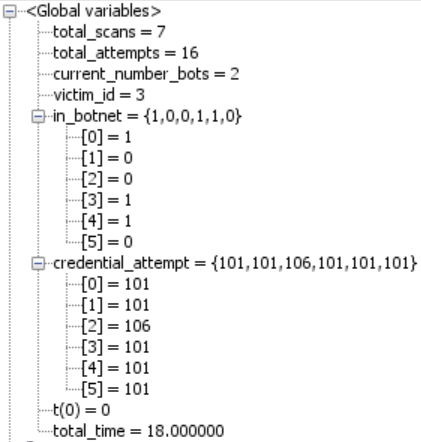 <Global variables>
total_scans = 7
total_attempts = 16
current_number_bots = 2
victim_id = 3
in_botnet = {1,0,0,1,1,0}
[0] = 1
[1] = 0
[2] = 0
[3] = 1
[4] = 1
[5] = 0
credential_attempt = {101,101,106,101,101,101}
[0] = 101
[1] = 101
[2] = 106
[3] = 101
[4] = 101
[5] = 101
t(0) = 0
total_time = 18.000000